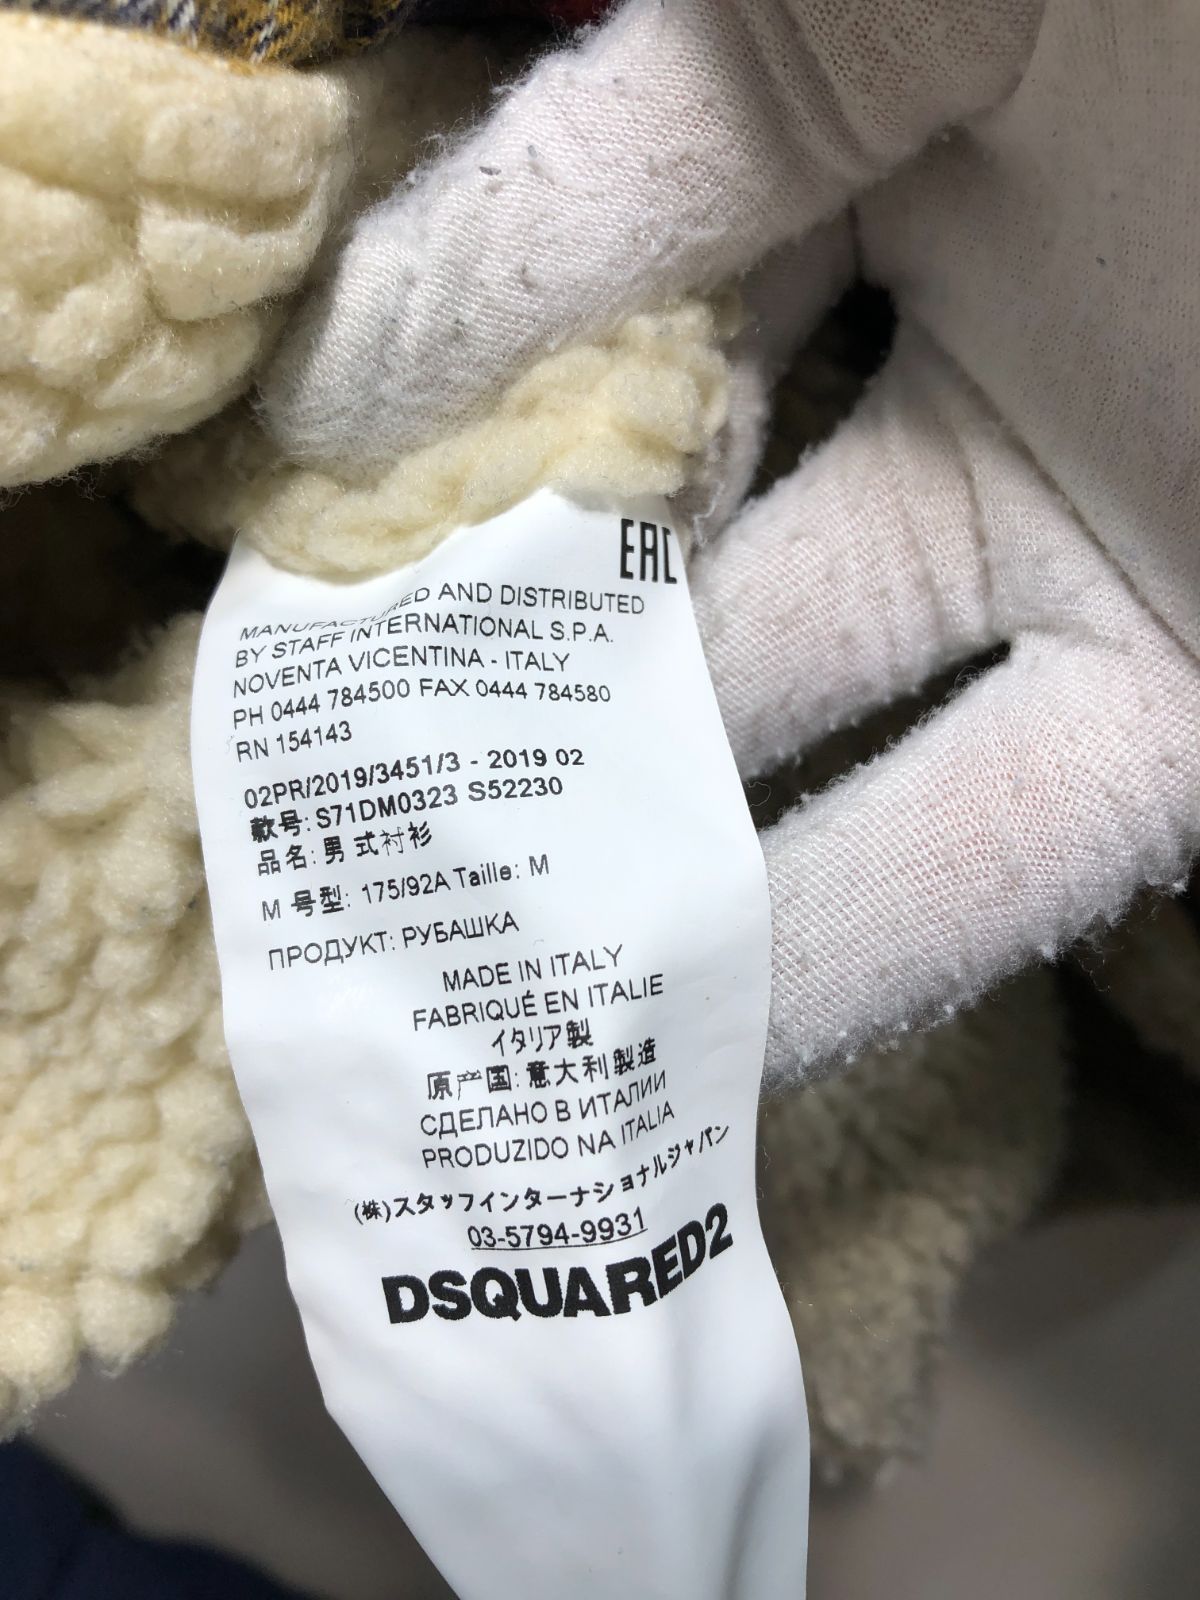 EAC
MANUFACTURED AND DISTRIBUTED
BY STAFF INTERNATIONAL S.P.A.
NOVENTA VICENTINA - ITALY
PH 0444 784500 FAX 0444 784580
RN 154143
02PR/2019/3451/3 - 2019 02
款号: S71DM0323 S52230
品名: 男式衬衫
M 号型: 175/92A Taille: M
ПРОДУКТ: РУБАШКА
MADE IN ITALY
FABRIQUÉ EN ITALIE
イタリア製
原产国: 意大利製造
СДЕЛАНО В ИТАЛИИ
PRODUZIDO NA ITALIA
(株)スタッフインターナショナルジャパン
03-5794-9931
DSQUARED2